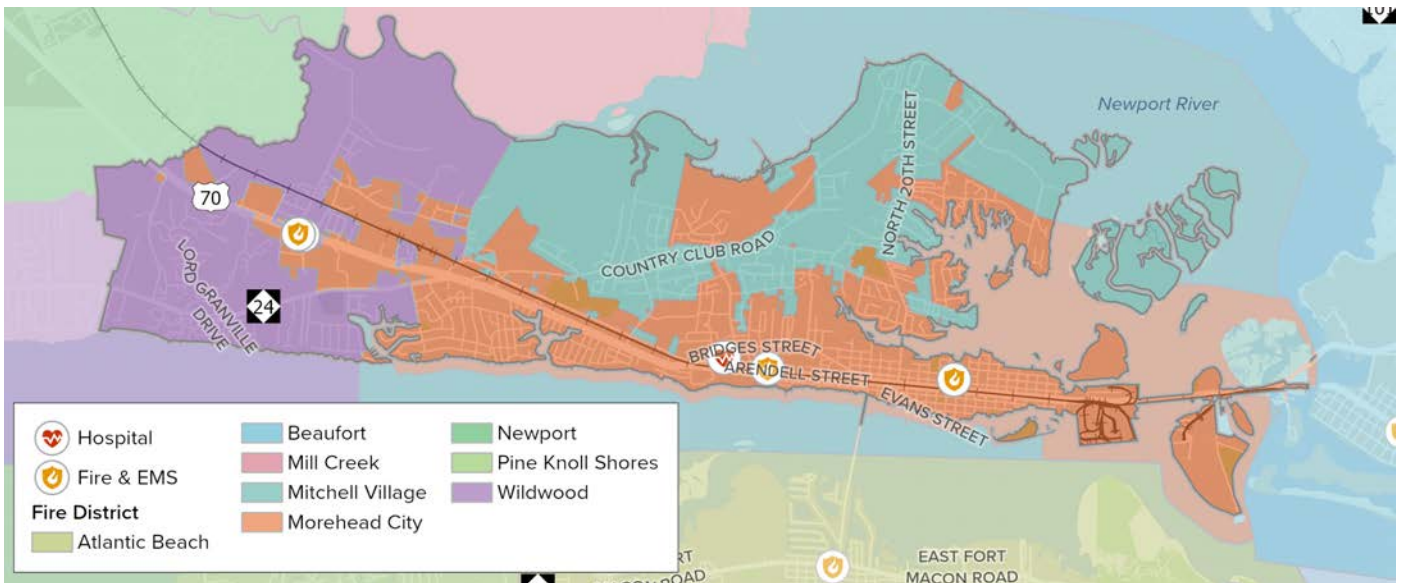 101
Newport River
NORTH 20TH STREET
70
COUNTRY CLUB ROAD
LORD GRANVILLE
DRIVE
24
BRIDGES STREET
ARENDELL STREET
EVANS STREET
Hospital
Fire & EMS
Fire District
Atlantic Beach
Beaufort
Mill Creek
Mitchell Village
Morehead City
Newport
Pine Knoll Shores
Wildwood
EAST FORT
MACON ROAD